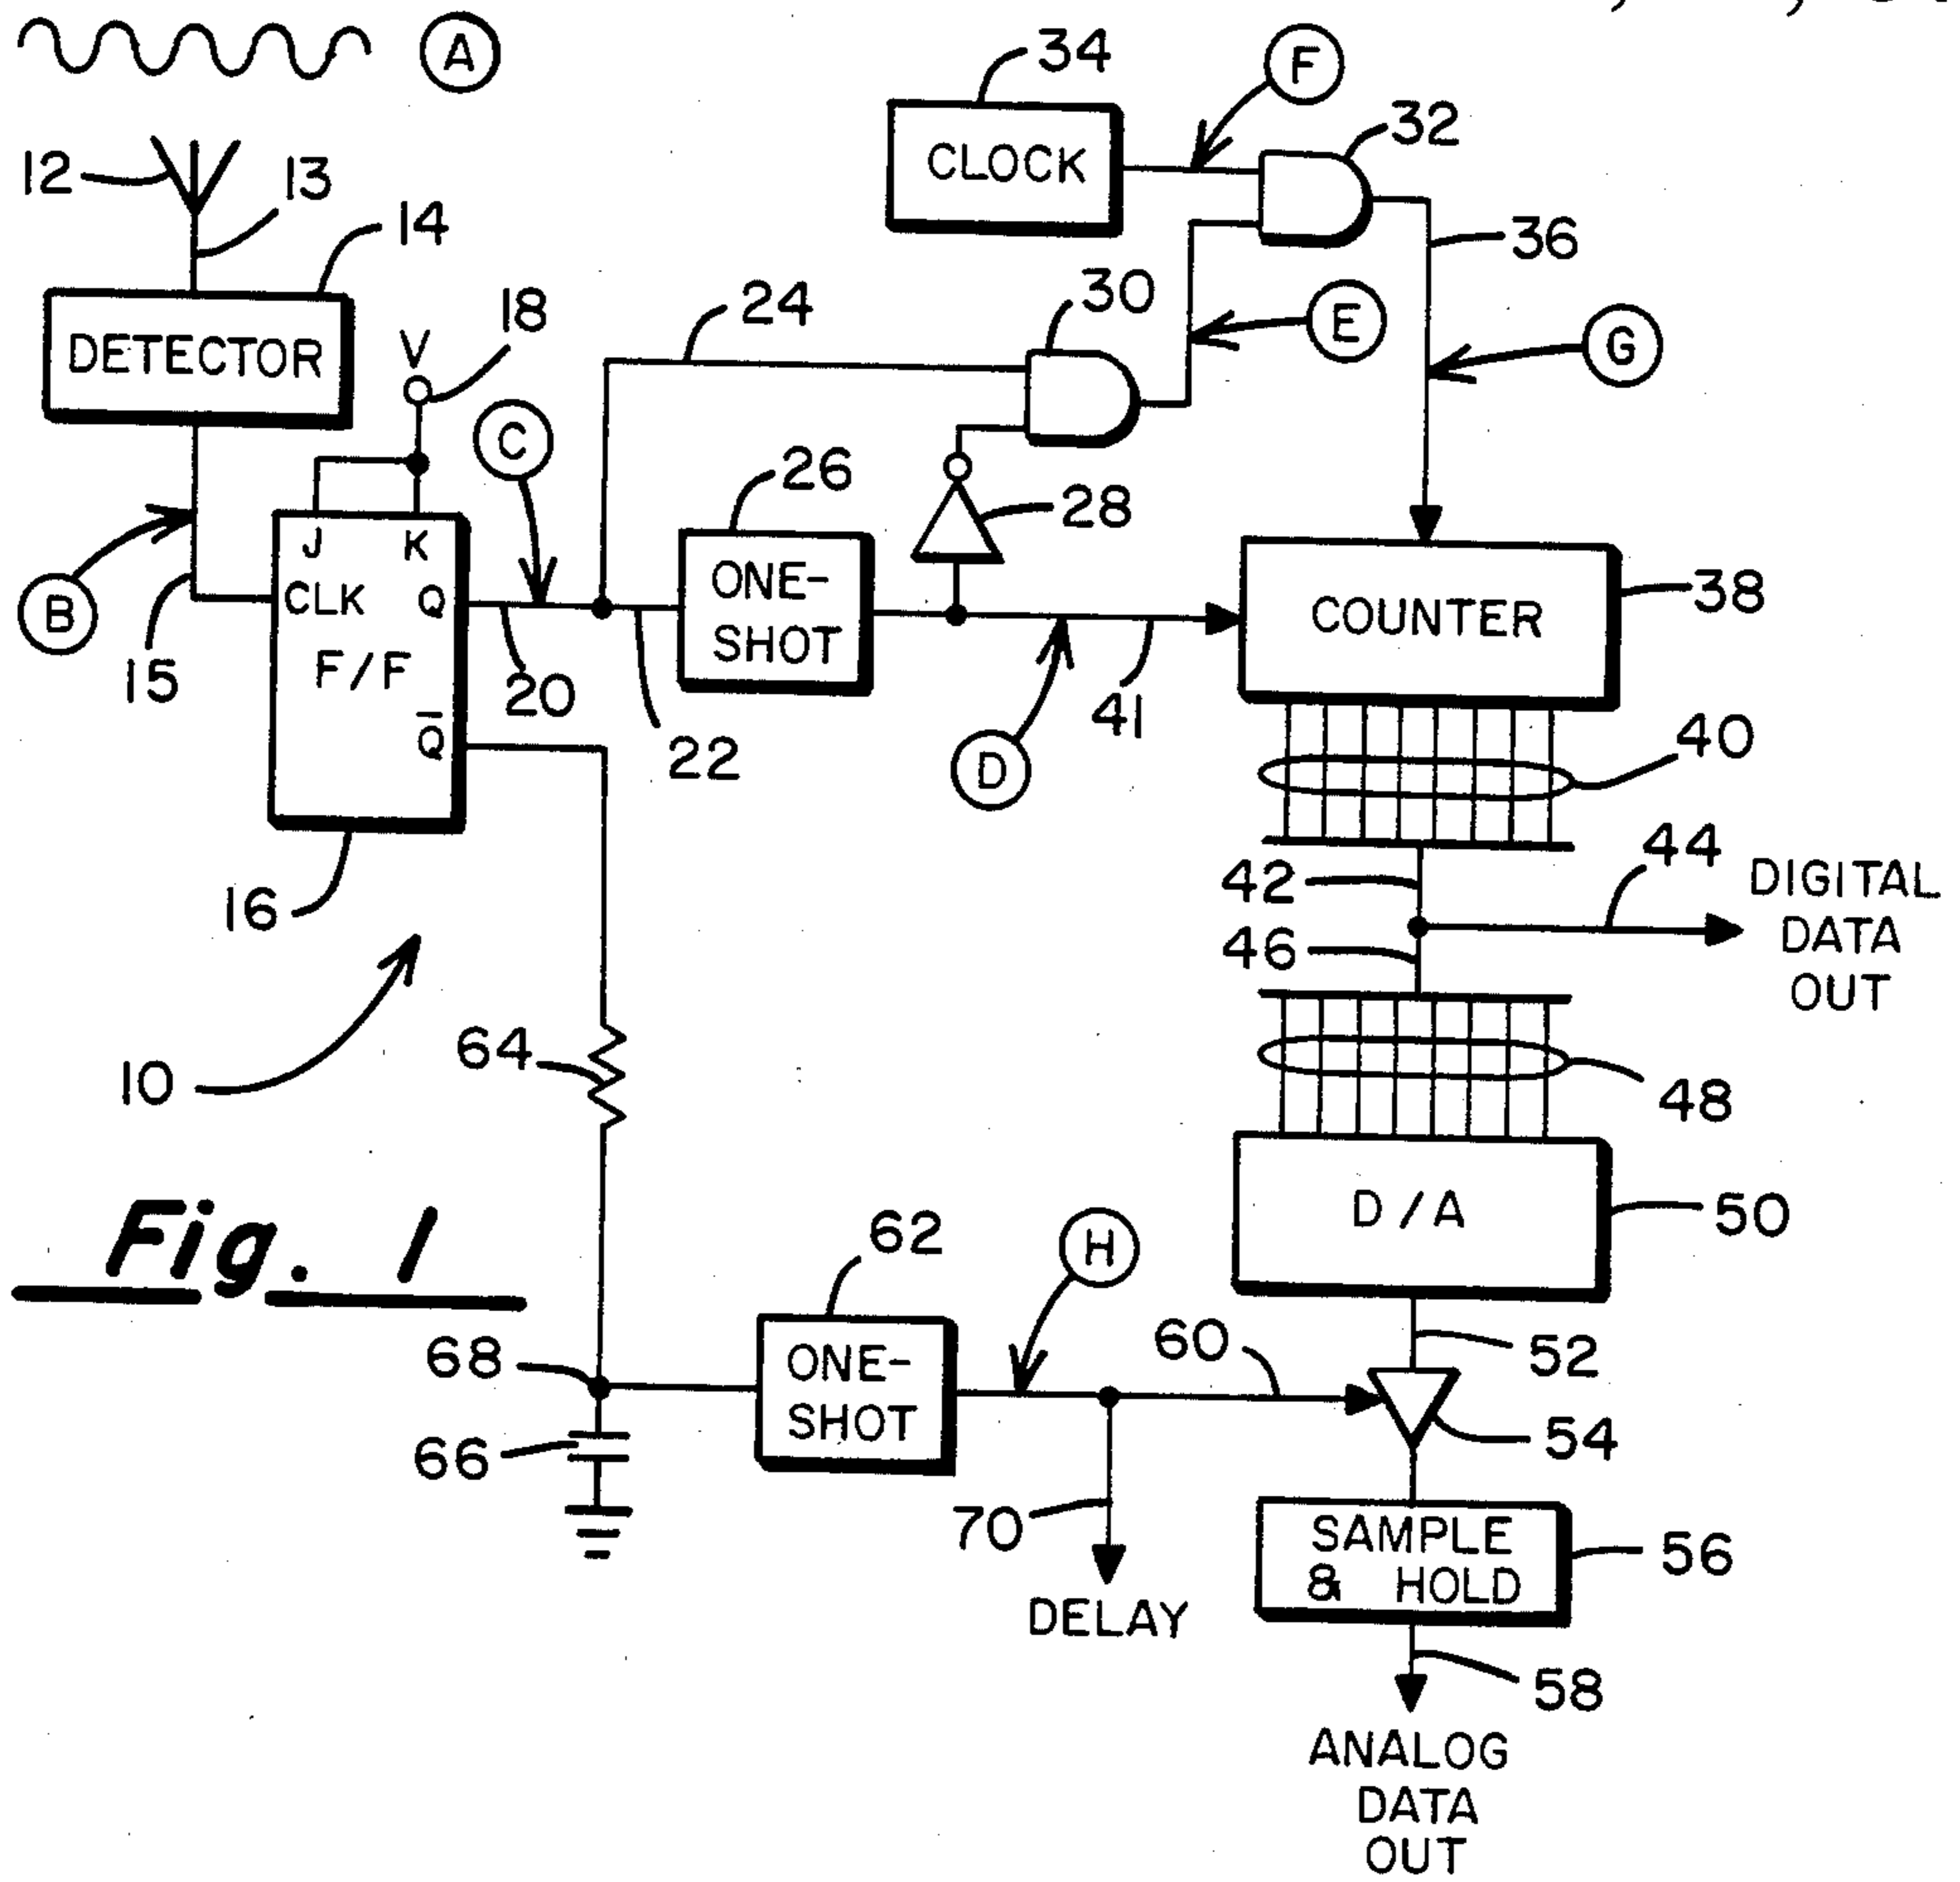 A
34
F
32
CLOCK
12
13
14
36
30
24
E
G
DETECTOR
V
18
C
26
28
J K
ONE-
SHOT
CLK Q
F/F
Q̅
B
15
20
22
D
41
COUNTER
38
40
16
42
44
DIGITAL
DATA
OUT
46
10
64
48
D/A
50
Fig. 1
62
H
68
60
52
ONE-
SHOT
66
54
70
SAMPLE
& HOLD
56
DELAY
58
ANALOG
DATA
OUT